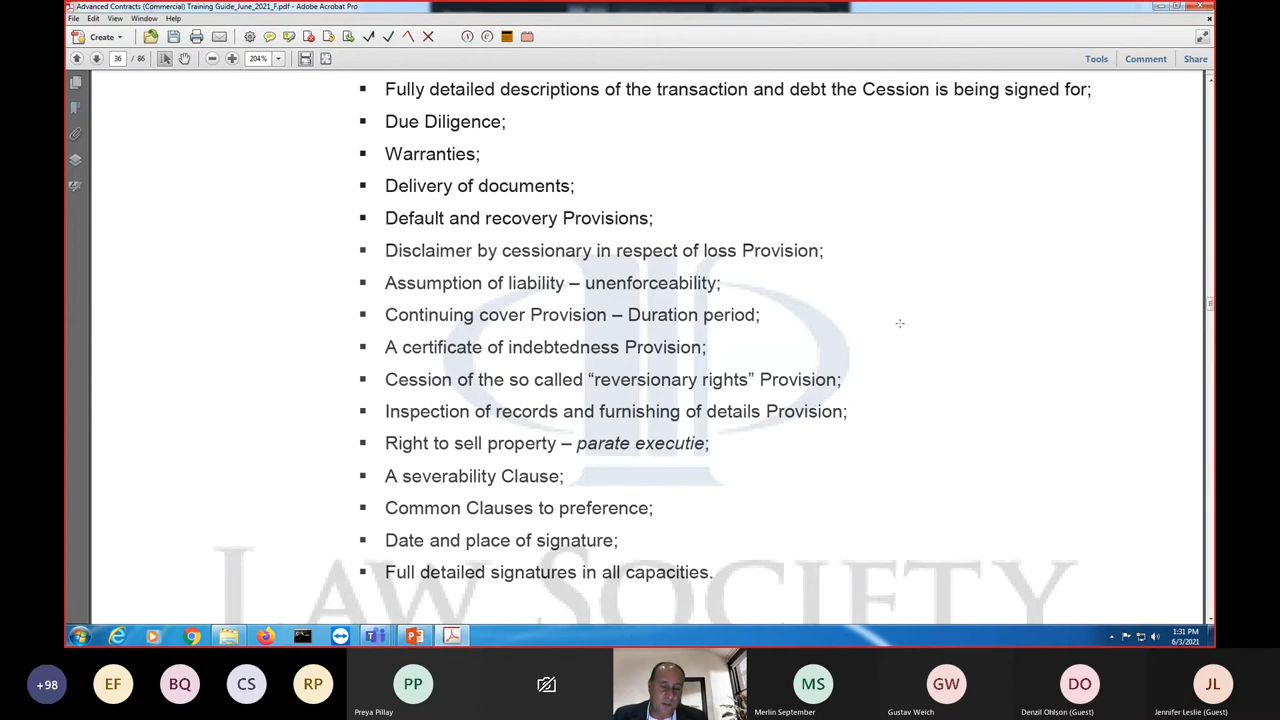 Advanced Contracts (Commercial) Training Guide_June_2021_F.pdf - Adobe Acrobat Pro
File Edit View Window Help
Create
36 / 86 204% Tools Comment Share
▪ Fully detailed descriptions of the transaction and debt the Cession is being signed for;
▪ Due Diligence;
▪ Warranties;
▪ Delivery of documents;
▪ Default and recovery Provisions;
▪ Disclaimer by cessionary in respect of loss Provision;
▪ Assumption of liability – unenforceability;
▪ Continuing cover Provision – Duration period;
▪ A certificate of indebtedness Provision;
▪ Cession of the so called “reversionary rights” Provision;
▪ Inspection of records and furnishing of details Provision;
▪ Right to sell property – parate executie;
▪ A severability Clause;
▪ Common Clauses to preference;
▪ Date and place of signature;
▪ Full detailed signatures in all capacities.
LAW SOCIETY
1:31 PM
6/3/2021
+98 EF BQ CS RP PP MS GW DO JL
Preya Pillay Merlin September Gustav Weich Denzil Ohlson (Guest) Jennifer Leslie (Guest)